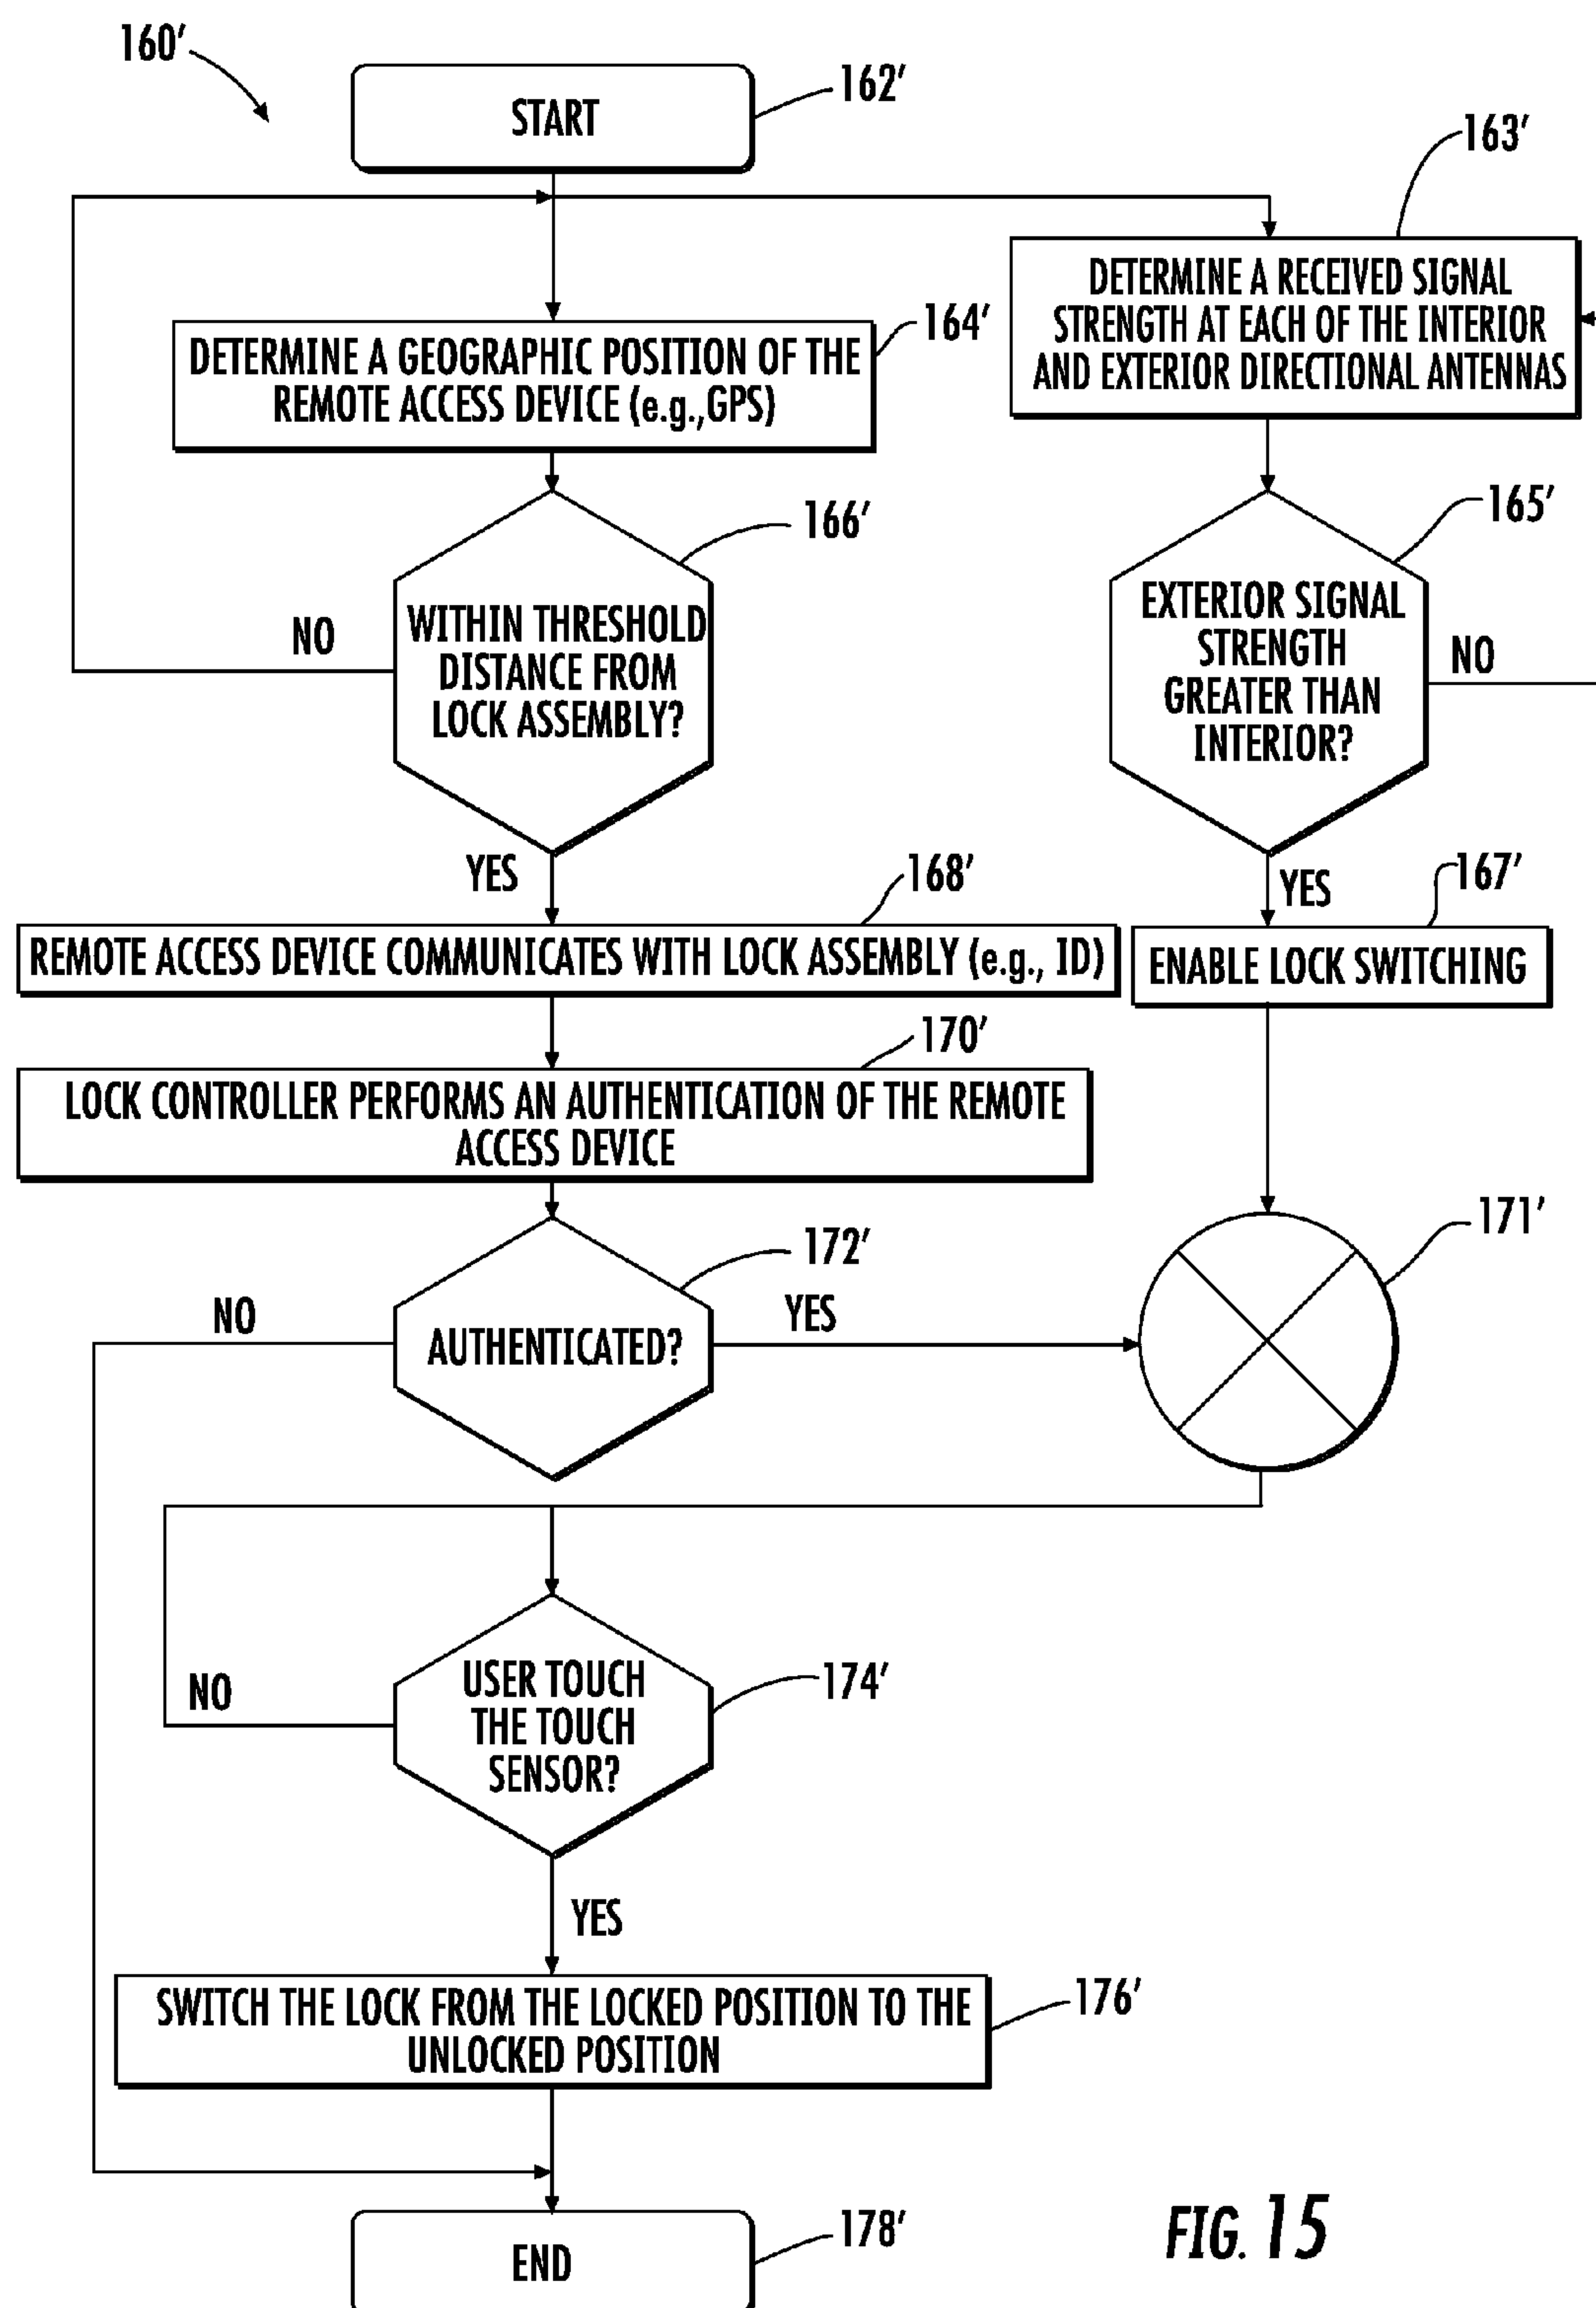 160′
START
162′
163′
DETERMINE A RECEIVED SIGNAL
STRENGTH AT EACH OF THE INTERIOR
AND EXTERIOR DIRECTIONAL ANTENNAS
164′
DETERMINE A GEOGRAPHIC POSITION OF THE
REMOTE ACCESS DEVICE (e.g.,GPS)
166′
WITHIN THRESHOLD
DISTANCE FROM
LOCK ASSEMBLY?
NO
YES
165′
EXTERIOR SIGNAL
STRENGTH
GREATER THAN
INTERIOR?
NO
YES
168′
REMOTE ACCESS DEVICE COMMUNICATES WITH LOCK ASSEMBLY (e.g., ID)
167′
ENABLE LOCK SWITCHING
170′
LOCK CONTROLLER PERFORMS AN AUTHENTICATION OF THE REMOTE
ACCESS DEVICE
172′
AUTHENTICATED?
NO
YES
171′
174′
USER TOUCH
THE TOUCH
SENSOR?
NO
YES
176′
SWITCH THE LOCK FROM THE LOCKED POSITION TO THE
UNLOCKED POSITION
178′
END
FIG. 15